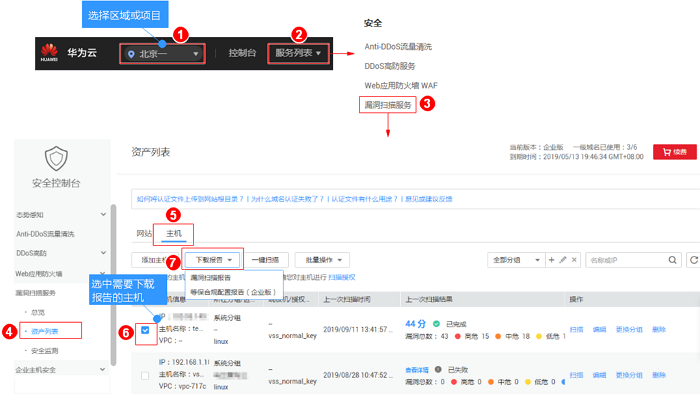 选择区域或项目
1
2
HUAWEI
华为云
北京一
控制台
服务列表
安全
Anti-DDoS流量清洗
DDoS高防服务
Web应用防火墙 WAF
漏洞扫描服务
3
安全控制台
态势感知
Anti-DDoS流量清洗
DDoS高防
Web应用防火墙
漏洞扫描服务
总览
4
资产列表
安全监测
企业主机安全
资产列表
当前版本：企业版 一级域名已使用：3/6
到期时间：2019/05/13 19:46:34 GMT+08:00
续费
如何将认证文件上传到网站根目录？ | 为什么域名认证失败了？ | 认证文件有什么用途？ | 意见或建议反馈
5
网站
主机
7
添加主
下载报告
一键扫描
批量操作
全部分组
域名或IP
漏洞扫描报告
等保合规配置报告（企业版）
您对主机进行 扫描授权
选中需要下载
报告的主机
机信息
上一次扫描时间
上一次扫描结果
操作
6
IP：
主机名称：te...
VPC：--
系统分组
--
linux
--
vss_normal_key
2019/09/11 13:41:57...
44 分
已完成
漏洞总数： 43 高危 15 中危 18 低危 1
扫描 编辑 更换分组 删除
IP：192.168.1.10
主机名称：vs...
VPC：vpc-717c
系统分组
linux
--
vss_normal_key
2019/08/28 10:47:52...
查看详情
已失败
漏洞总数： 0 高危 0 中危 0 低危 0
扫描 编辑 更换分组 删除